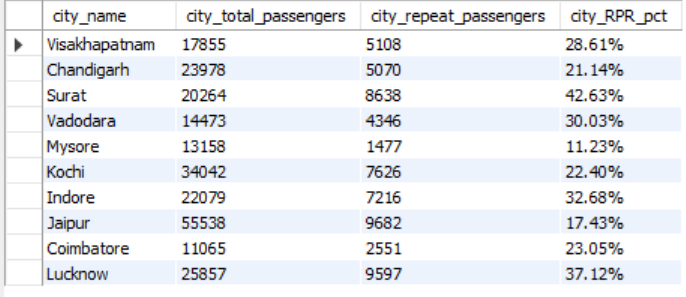 city_name city_total_passengers city_repeat_passengers city_RPR_pct
Visakhapatnam 17855 5108 28.61%
Chandigarh 23978 5070 21.14%
Surat 20264 8638 42.63%
Vadodara 14473 4346 30.03%
Mysore 13158 1477 11.23%
Kochi 34042 7626 22.40%
Indore 22079 7216 32.68%
Jaipur 55538 9682 17.43%
Coimbatore 11065 2551 23.05%
Lucknow 25857 9597 37.12%